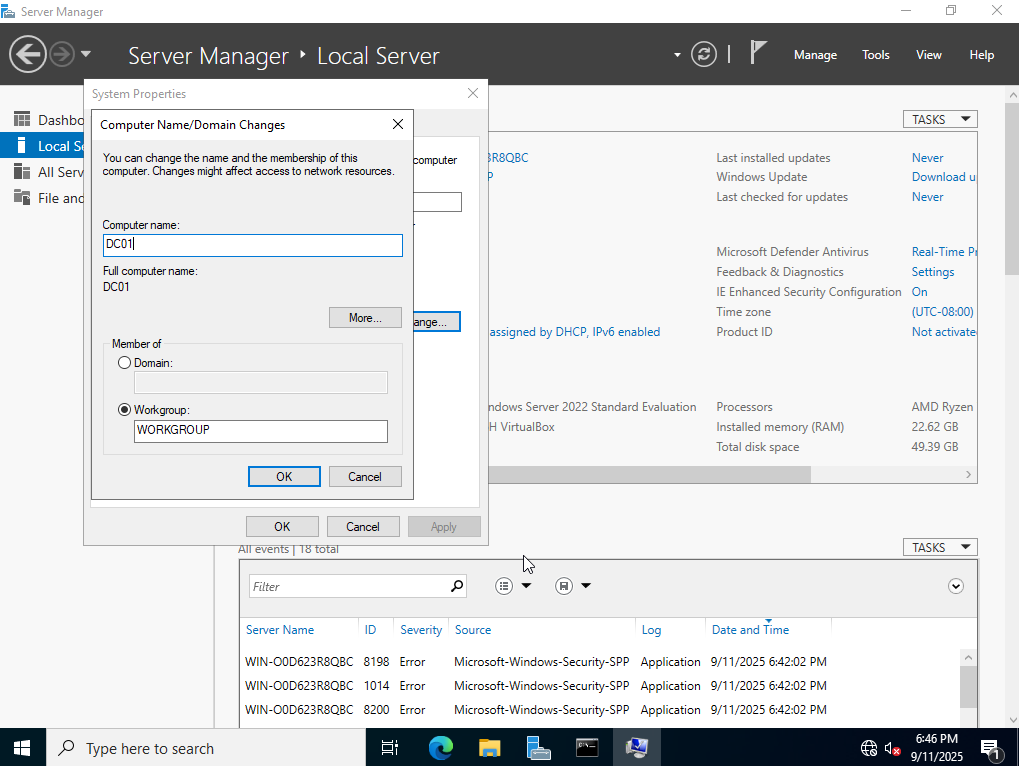 Server Manager
Server Manager • Local Server
Manage
Tools
View
Help
Dashbo
Local Se
All Serv
File and
System Properties
Computer Name/Domain Changes
You can change the name and the membership of this
computer. Changes might affect access to network resources.
Computer name:
DC01
Full computer name:
DC01
More...
Member of
Domain:
Workgroup:
WORKGROUP
OK
Cancel
computer
ange...
OK
Cancel
Apply
TASKS
3R8QBC
Last installed updates
Never
P
Windows Update
Download u
Last checked for updates
Never
Microsoft Defender Antivirus
Real-Time Pr
Feedback & Diagnostics
Settings
IE Enhanced Security Configuration
On
Time zone
(UTC-08:00)
assigned by DHCP, IPv6 enabled
Product ID
Not activate
ndows Server 2022 Standard Evaluation
Processors
AMD Ryzen
H VirtualBox
Installed memory (RAM)
22.62 GB
Total disk space
49.39 GB
All events | 18 total
TASKS
Filter
Server Name ID Severity Source Log Date and Time
WIN-O0D623R8QBC 8198 Error Microsoft-Windows-Security-SPP Application 9/11/2025 6:42:02 PM
WIN-O0D623R8QBC 1014 Error Microsoft-Windows-Security-SPP Application 9/11/2025 6:42:02 PM
WIN-O0D623R8QBC 8200 Error Microsoft-Windows-Security-SPP Application 9/11/2025 6:42:02 PM
Type here to search
6:46 PM
9/11/2025
1